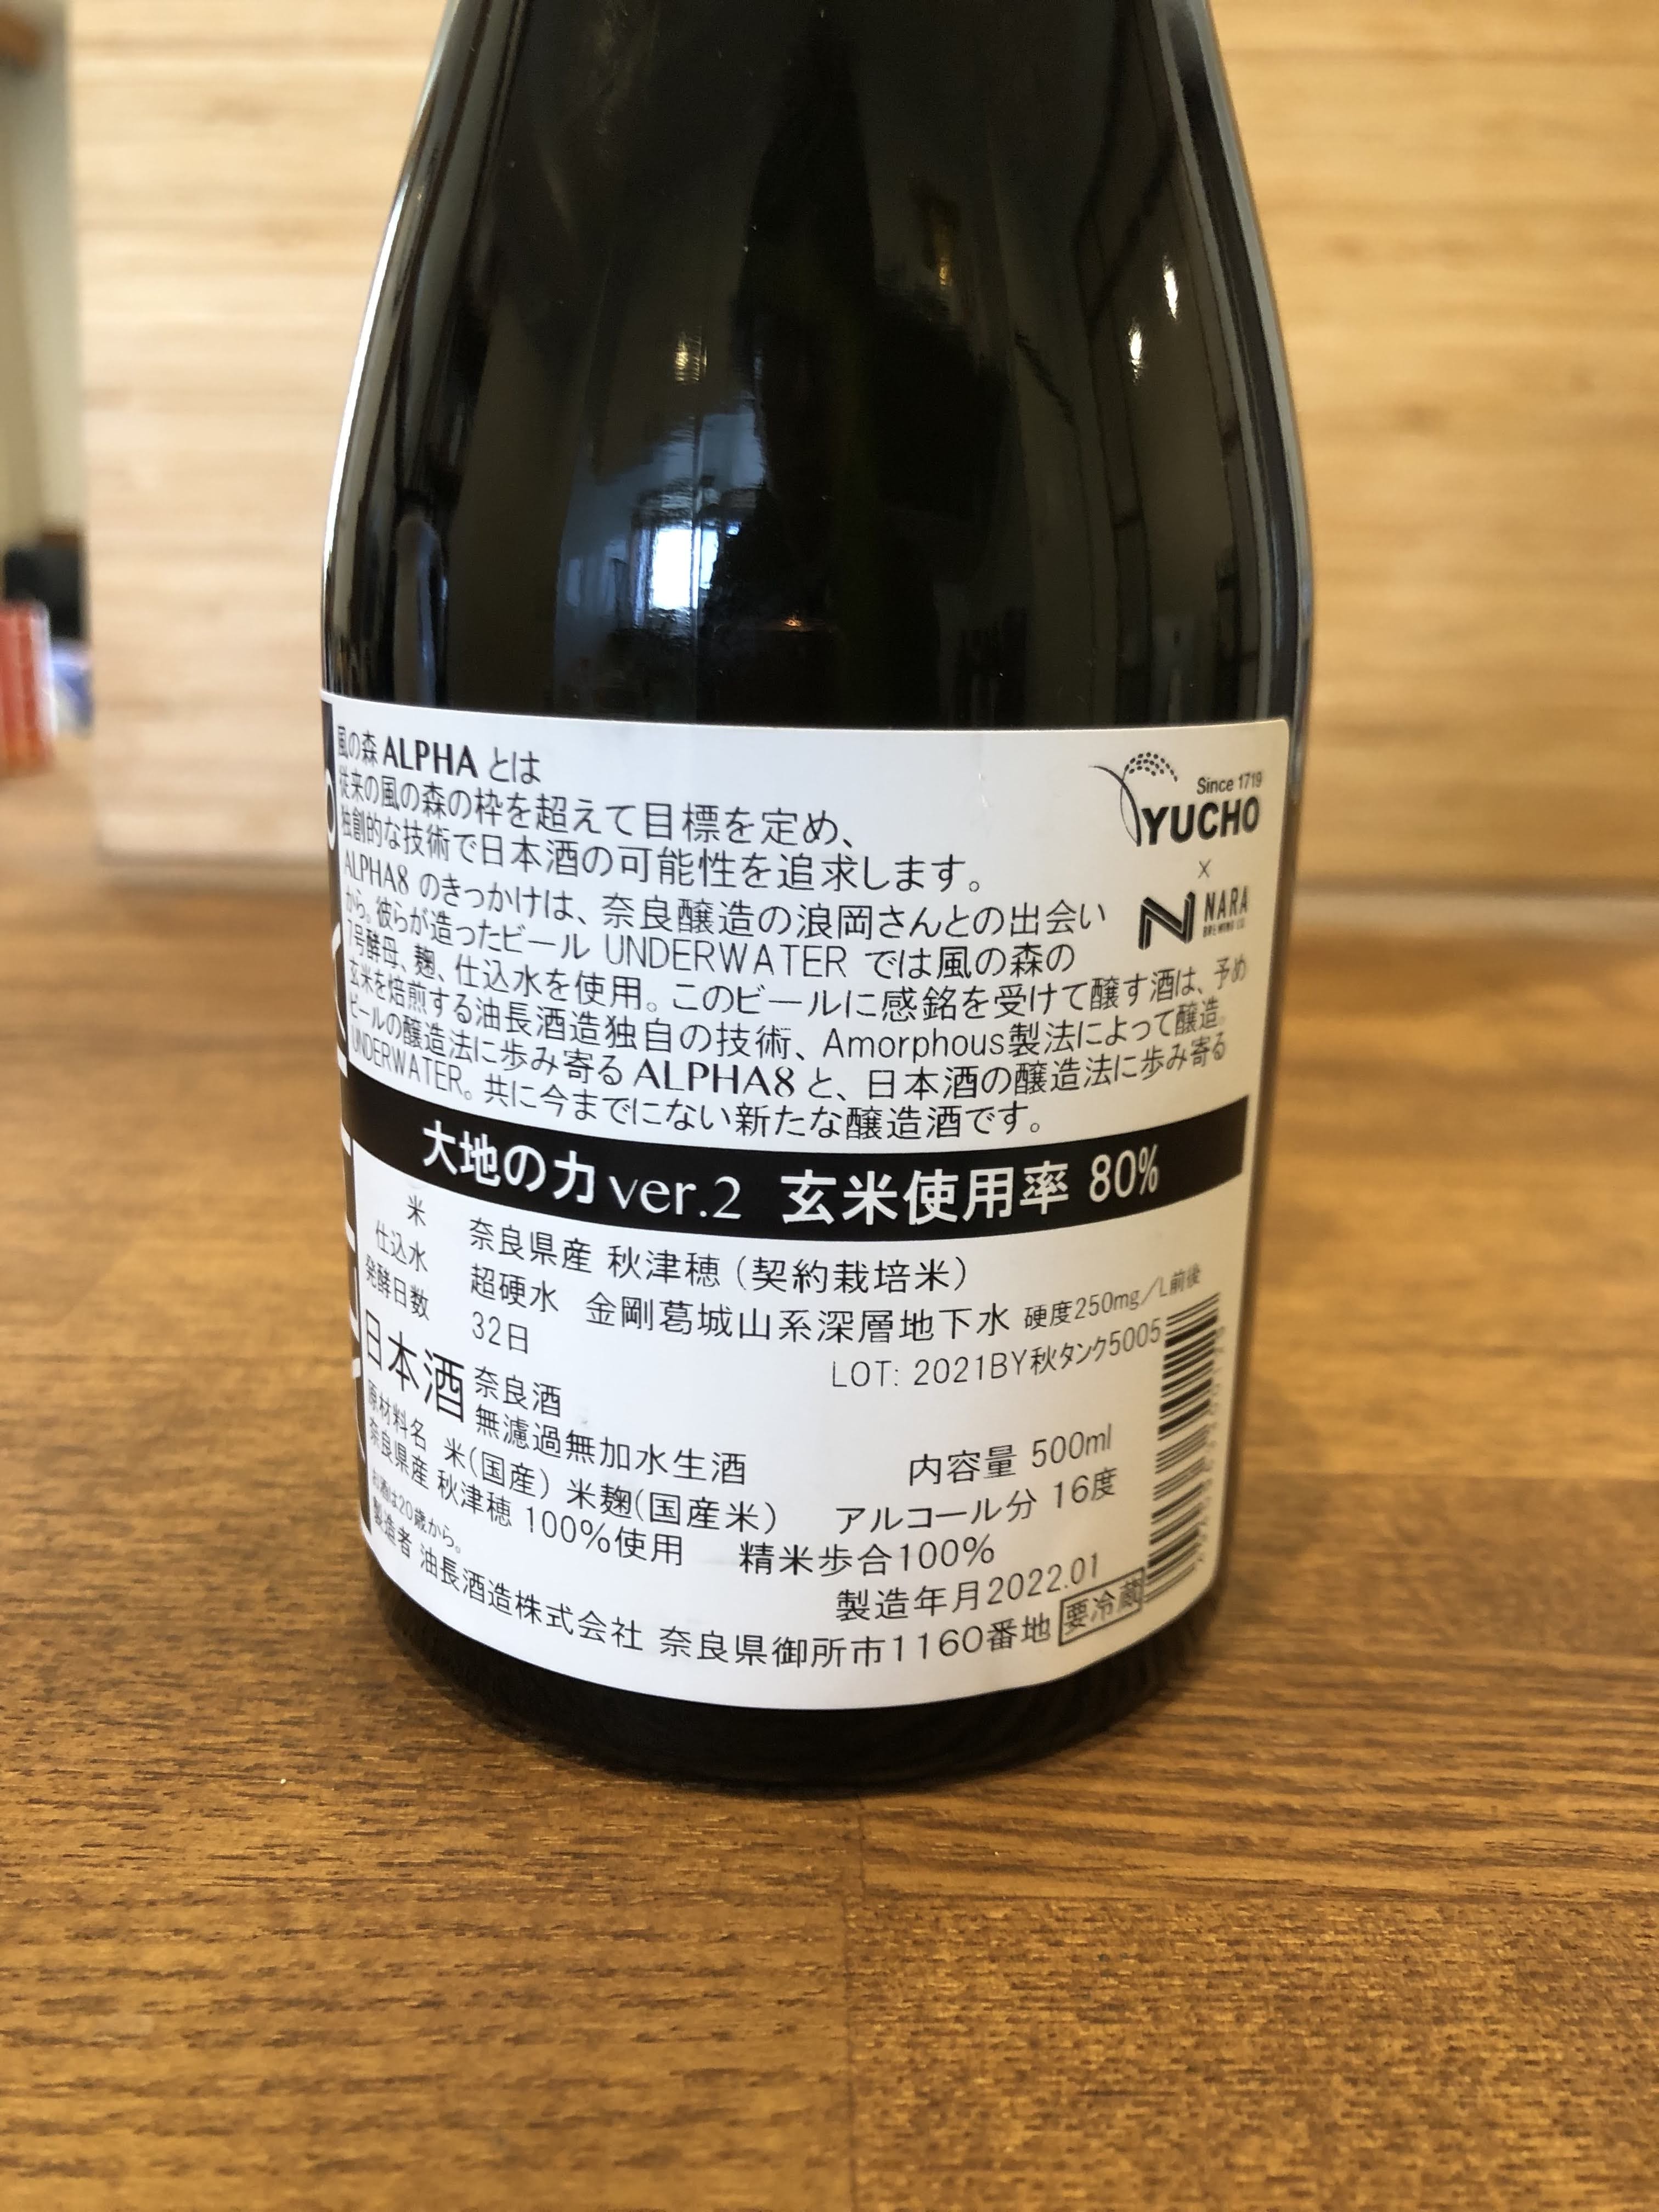 風の森 ALPHA とは
従来の風の森の枠を超えて目標を定め、
独創的な技術で日本酒の可能性を追求します。
ALPHA8 のきっかけは、奈良醸造の浪岡さんとの出会い
から。彼らが造ったビール UNDERWATER では風の森の
7号酵母、麹、仕込水を使用。このビールに感銘を受けて醸す酒は、予め
玄米を焙煎する油長酒造独自の技術、Amorphous製法によって醸造。
ビールの醸造法に歩み寄る ALPHA8 と、日本酒の醸造法に歩み寄る
UNDERWATER。共に今までにない新たな醸造酒です。
Since 1719
YUCHO
×
N NARA
BREWING CO.
大地の力 ver.2 玄米使用率 80%
米 奈良県産 秋津穂（契約栽培米）
仕込水 超硬水 金剛葛城山系深層地下水 硬度250mg／L前後
発酵日数 32日
LOT: 2021BY秋タンク5005
日本酒 奈良酒
無濾過無加水生酒
内容量 500ml
原材料名 米(国産) 米麹(国産米) アルコール分 16度
奈良県産 秋津穂 100%使用 精米歩合100%
お酒は20歳から。
製造年月2022.01
製造者 油長酒造株式会社 奈良県御所市1160番地 要冷蔵